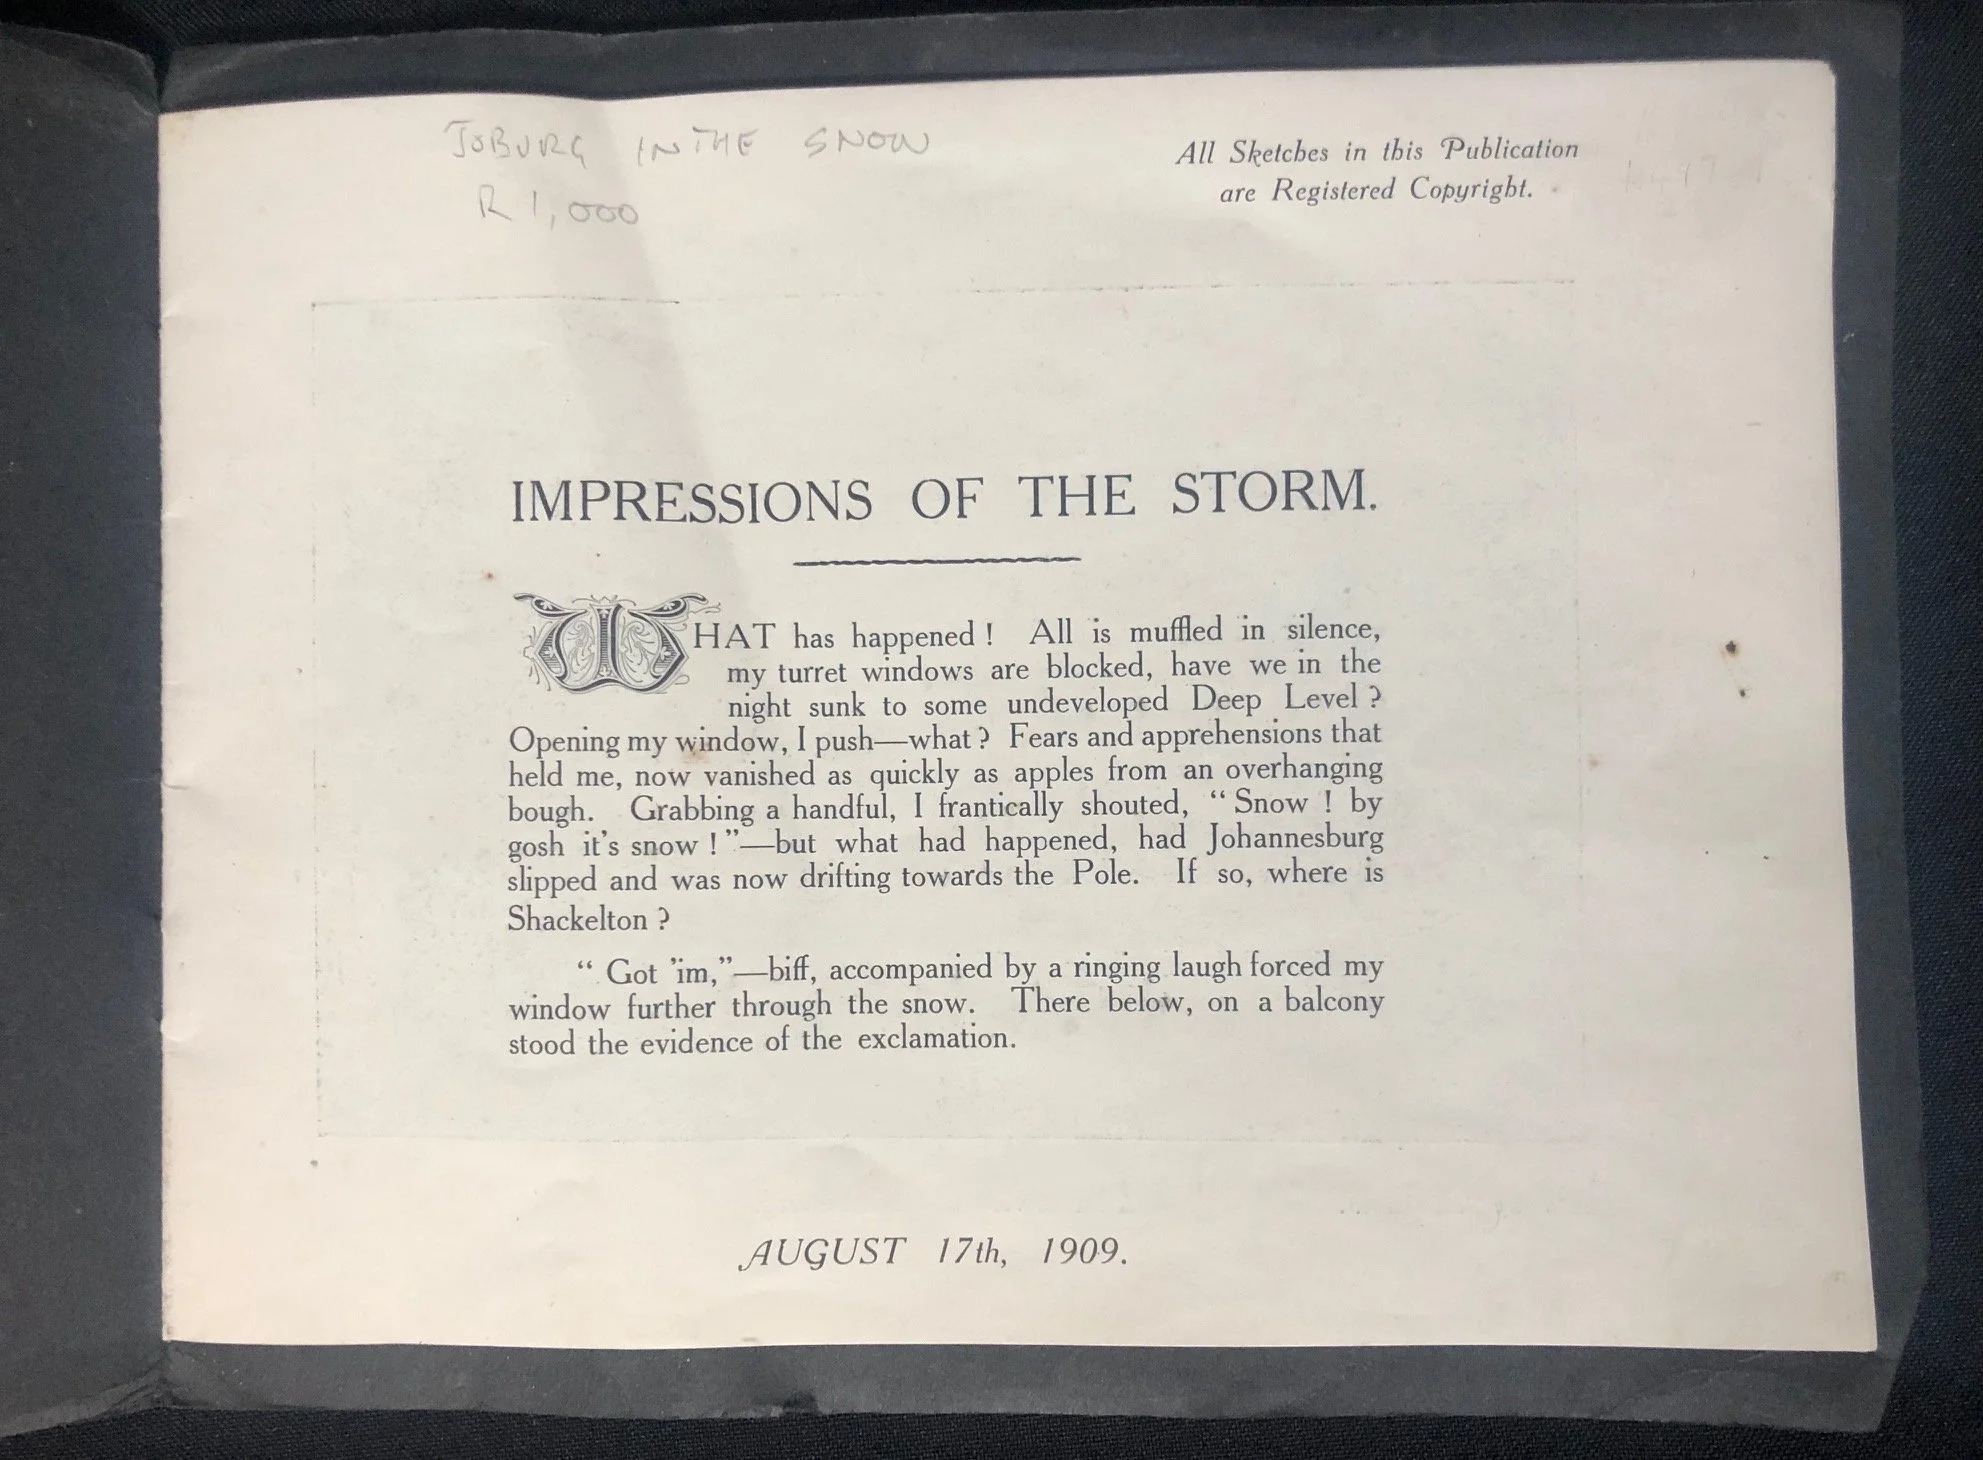 JOBURG IN THE SNOW
R 1,000
All Sketches in this Publication
are Registered Copyright.
IMPRESSIONS OF THE STORM.
WHAT has happened ! All is muffled in silence,
my turret windows are blocked, have we in the
night sunk to some undeveloped Deep Level ?
Opening my window, I push—what ? Fears and apprehensions that
held me, now vanished as quickly as apples from an overhanging
bough. Grabbing a handful, I frantically shouted, “ Snow ! by
gosh it's snow ! ”—but what had happened, had Johannesburg
slipped and was now drifting towards the Pole. If so, where is
Shackelton ?
“ Got 'im,”—biff, accompanied by a ringing laugh forced my
window further through the snow. There below, on a balcony
stood the evidence of the exclamation.
AUGUST 17th, 1909.